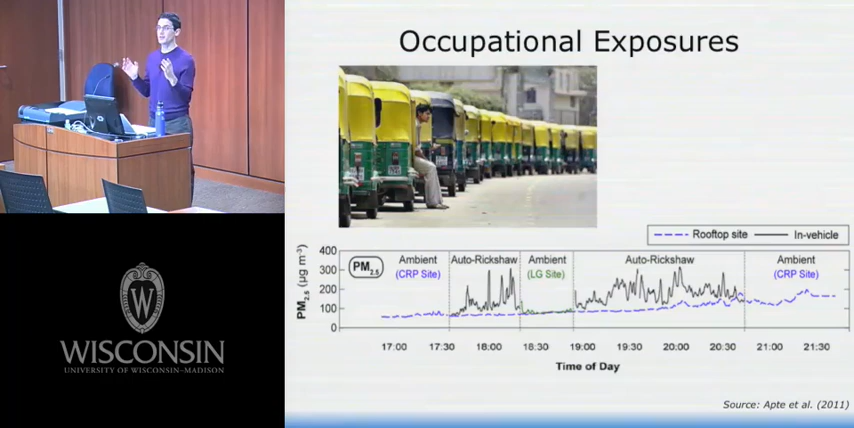 Occupational Exposures
Rooftop site
In-vehicle
400
300
200
100
0
PM2.5 (µg m-3)
PM2.5
Ambient
(CRP Site)
Auto-Rickshaw
Ambient
(LG Site)
Auto-Rickshaw
Ambient
(CRP Site)
17:00 17:30 18:00 18:30 19:00 19:30 20:00 20:30 21:00 21:30
Time of Day
Source: Apte et al. (2011)
W
WISCONSIN
UNIVERSITY OF WISCONSIN–MADISON